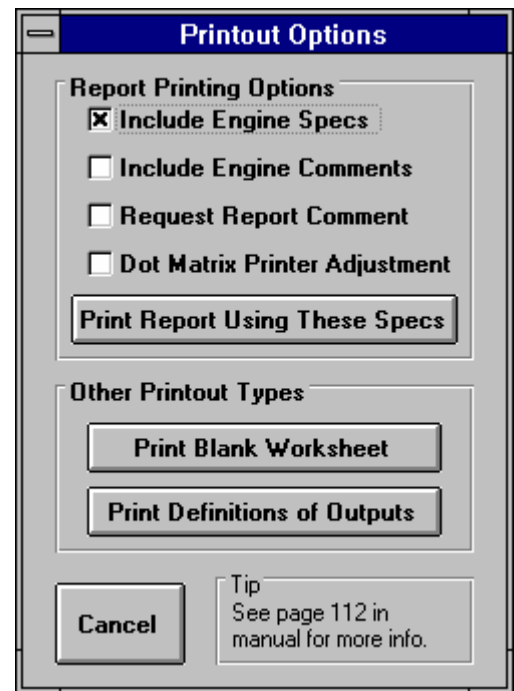 Printout Options
Report Printing Options
Include Engine Specs
Include Engine Comments
Request Report Comment
Dot Matrix Printer Adjustment
Print Report Using These Specs
Other Printout Types
Print Blank Worksheet
Print Definitions of Outputs
Cancel
Tip
See page 112 in
manual for more info.